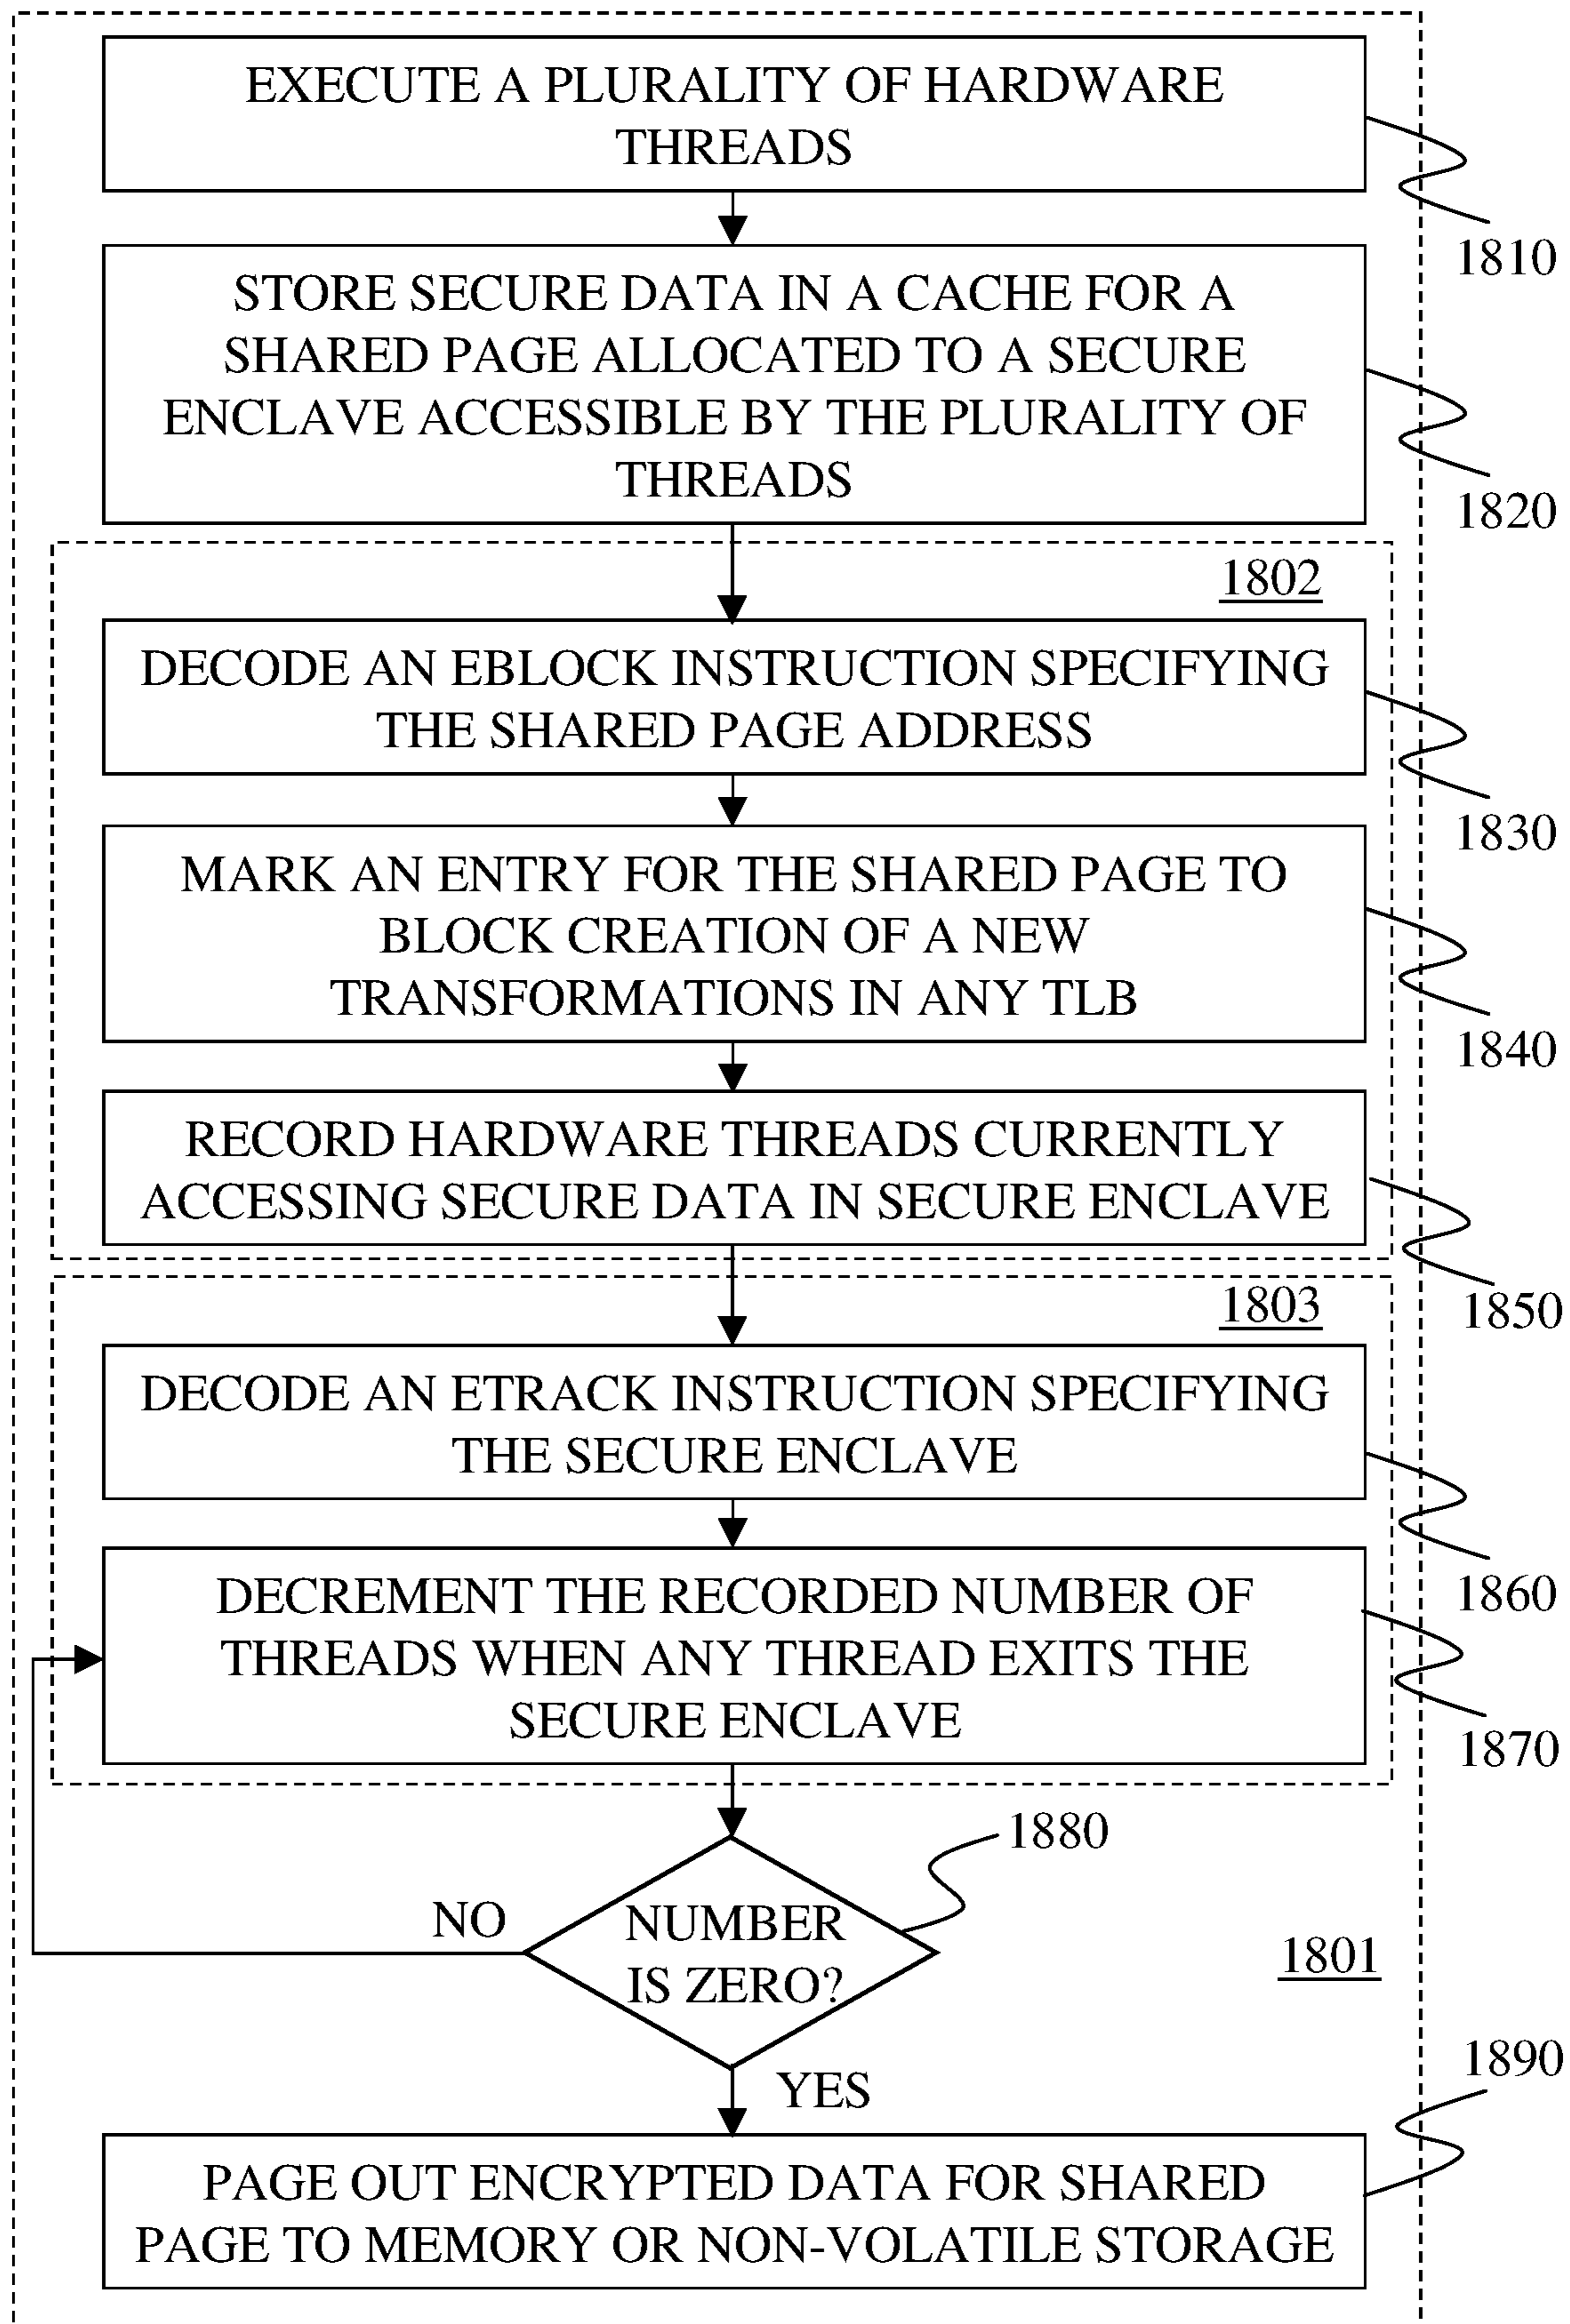 EXECUTE A PLURALITY OF HARDWARE
THREADS
1810
STORE SECURE DATA IN A CACHE FOR A
SHARED PAGE ALLOCATED TO A SECURE
ENCLAVE ACCESSIBLE BY THE PLURALITY OF
THREADS
1820
1802
DECODE AN EBLOCK INSTRUCTION SPECIFYING
THE SHARED PAGE ADDRESS
1830
MARK AN ENTRY FOR THE SHARED PAGE TO
BLOCK CREATION OF A NEW
TRANSFORMATIONS IN ANY TLB
1840
RECORD HARDWARE THREADS CURRENTLY
ACCESSING SECURE DATA IN SECURE ENCLAVE
1850
1803
DECODE AN ETRACK INSTRUCTION SPECIFYING
THE SECURE ENCLAVE
1860
DECREMENT THE RECORDED NUMBER OF
THREADS WHEN ANY THREAD EXITS THE
SECURE ENCLAVE
1870
1880
NO
NUMBER
IS ZERO?
1801
YES
1890
PAGE OUT ENCRYPTED DATA FOR SHARED
PAGE TO MEMORY OR NON-VOLATILE STORAGE